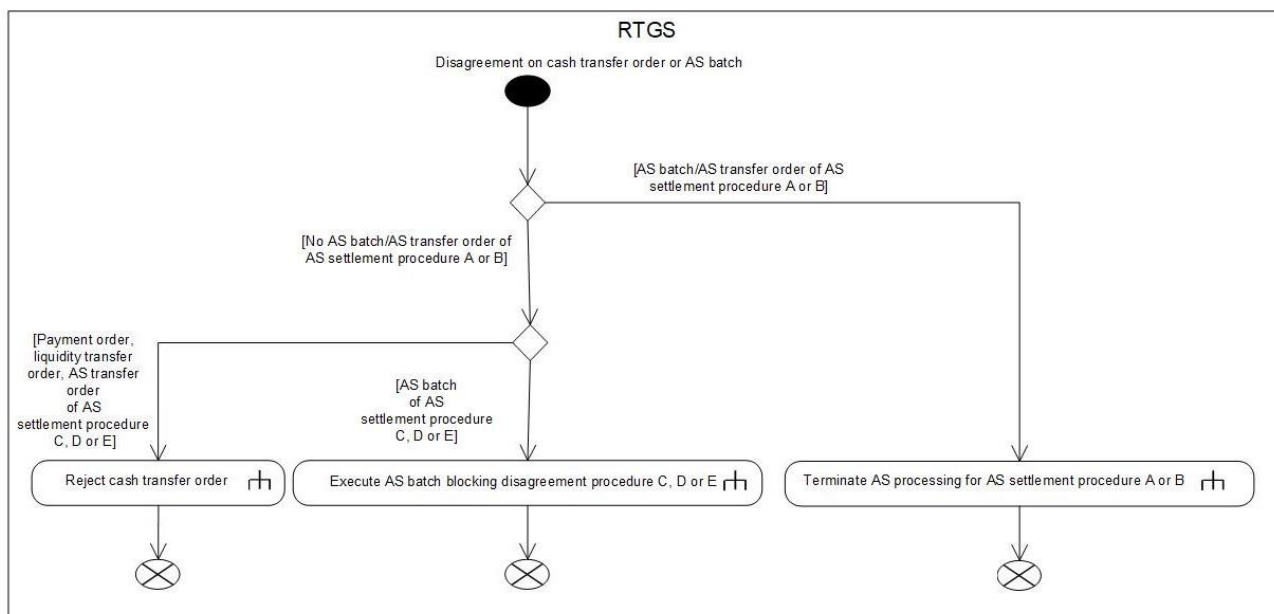 RTGS
Disagreement on cash transfer order or AS batch
[AS batch/AS transfer order of AS
settlement procedure A or B]
[No AS batch/AS transfer order of
AS settlement procedure A or B]
[Payment order,
liquidity transfer
order, AS transfer
order
of AS
settlement procedure
C, D or E]
[AS batch
of AS
settlement procedure
C, D or E]
Reject cash transfer order
Execute AS batch blocking disagreement procedure C, D or E
Terminate AS processing for AS settlement procedure A or B